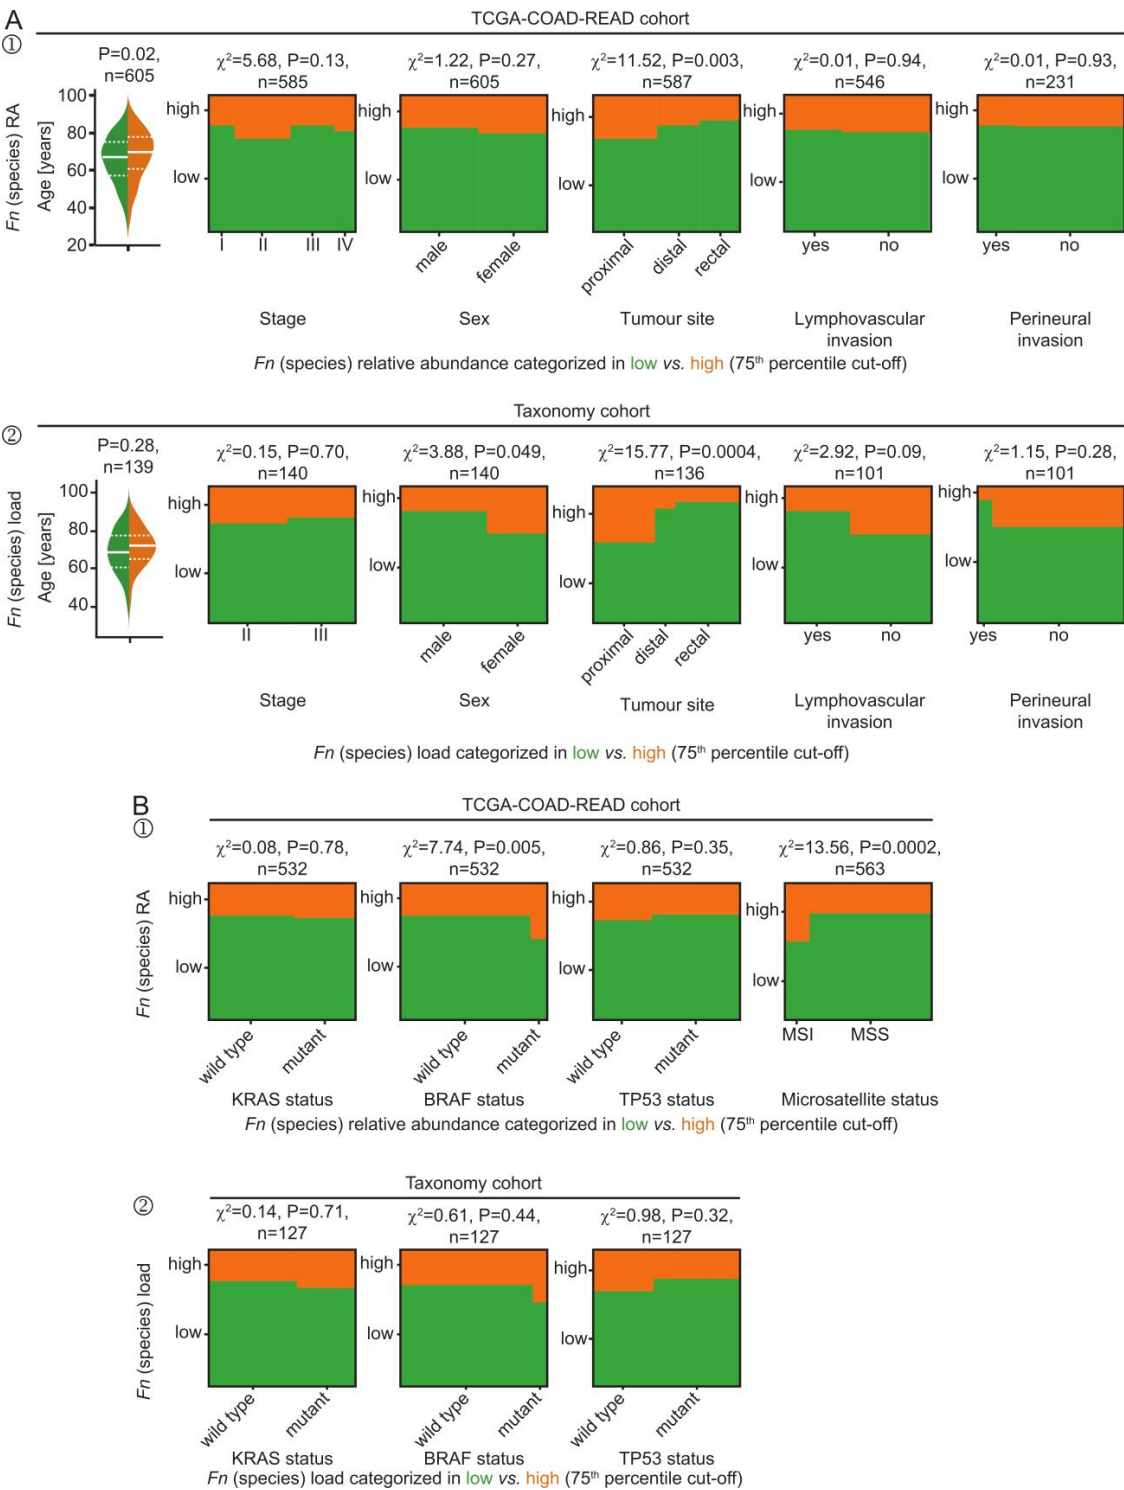 A
TCGA-COAD-READ cohort
①
P=0.02,
n=605
χ²=5.68, P=0.13,
n=585
χ²=1.22, P=0.27,
n=605
χ²=11.52, P=0.003,
n=587
χ²=0.01, P=0.94,
n=546
χ²=0.01, P=0.93,
n=231
Fn (species) RA
Age [years]
100
80
60
40
20
high
low
I II III IV
Stage
high
low
male female
Sex
high
low
proximal distal rectal
Tumour site
high
low
yes no
Lymphovascular
invasion
high
low
yes no
Perineural
invasion
Fn (species) relative abundance categorized in low vs. high (75th percentile cut-off)
Taxonomy cohort
②
P=0.28,
n=139
χ²=0.15, P=0.70,
n=140
χ²=3.88, P=0.049,
n=140
χ²=15.77, P=0.0004,
n=136
χ²=2.92, P=0.09,
n=101
χ²=1.15, P=0.28,
n=101
Fn (species) load
Age [years]
100
80
60
40
high
low
II III
Stage
high
low
male female
Sex
high
low
proximal distal rectal
Tumour site
high
low
yes no
Lymphovascular
invasion
high
low
yes no
Perineural
invasion
Fn (species) load categorized in low vs. high (75th percentile cut-off)
B
TCGA-COAD-READ cohort
①
χ²=0.08, P=0.78,
n=532
χ²=7.74, P=0.005,
n=532
χ²=0.86, P=0.35,
n=532
χ²=13.56, P=0.0002,
n=563
Fn (species) RA
high
low
wild type mutant
KRAS status
high
low
wild type mutant
BRAF status
high
low
wild type mutant
TP53 status
high
low
MSI MSS
Microsatellite status
Fn (species) relative abundance categorized in low vs. high (75th percentile cut-off)
Taxonomy cohort
②
χ²=0.14, P=0.71,
n=127
χ²=0.61, P=0.44,
n=127
χ²=0.98, P=0.32,
n=127
Fn (species) load
high
low
wild type mutant
KRAS status
high
low
wild type mutant
BRAF status
high
low
wild type mutant
TP53 status
Fn (species) load categorized in low vs. high (75th percentile cut-off)